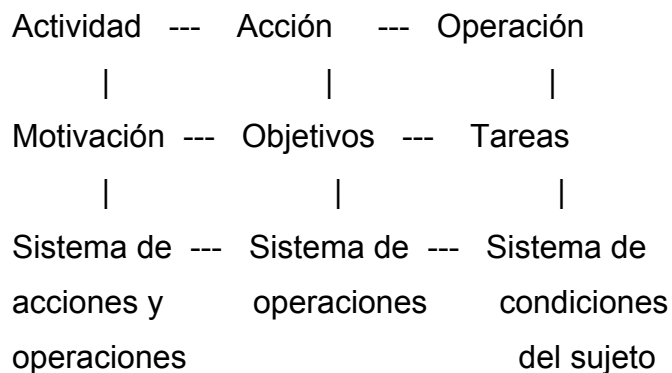 Actividad --- Acción --- Operación
| | |
Motivación --- Objetivos --- Tareas
| | |
Sistema de --- Sistema de --- Sistema de
acciones y operaciones condiciones
operaciones del sujeto